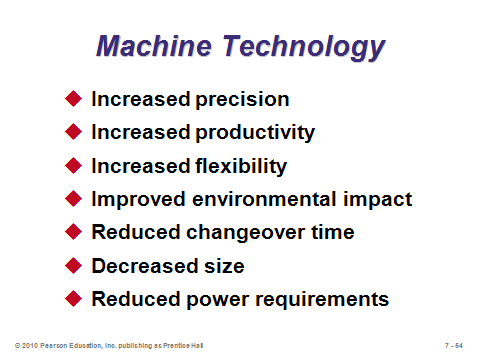 Machine Technology
Increased precision
Increased productivity
Increased flexibility
Improved environmental impact
Reduced changeover time
Decreased size
Reduced power requirements
© 2010 Pearson Education, Inc. publishing as Prentice Hall
7 - 54